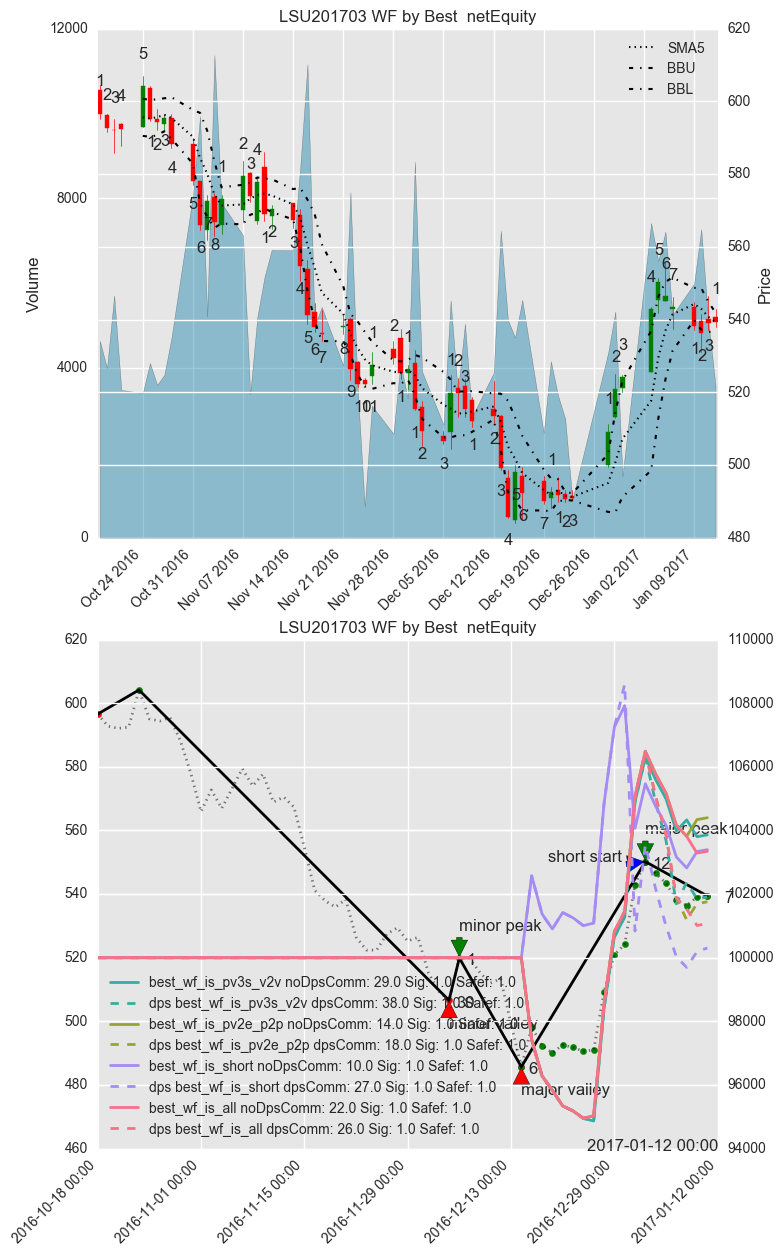 LSU201703 WF by Best netEquity
12000
8000
4000
0
Volume
620
600
580
560
540
520
500
480
Price
SMA5
BBU
BBL
Oct 24 2016
Oct 31 2016
Nov 07 2016
Nov 14 2016
Nov 21 2016
Nov 28 2016
Dec 05 2016
Dec 12 2016
Dec 19 2016
Dec 26 2016
Jan 02 2017
Jan 09 2017
LSU201703 WF by Best netEquity
620
600
580
560
540
520
500
480
460
110000
108000
106000
104000
102000
100000
98000
96000
94000
major peak
short start
12
7
minor peak
1
30
minor valley
6
major valley
best_wf_is_pv3s_v2v noDpsComm: 29.0 Sig: 1.0 Safef: 1.0
dps best_wf_is_pv3s_v2v dpsComm: 38.0 Sig: 1.0 Safef: 1.0
best_wf_is_pv2e_p2p noDpsComm: 14.0 Sig: 1.0 Safef: 1.0
dps best_wf_is_pv2e_p2p dpsComm: 18.0 Sig: 1.0 Safef: 1.0
best_wf_is_short noDpsComm: 10.0 Sig: 1.0 Safef: 1.0
dps best_wf_is_short dpsComm: 27.0 Sig: 1.0 Safef: 1.0
best_wf_is_all noDpsComm: 22.0 Sig: 1.0 Safef: 1.0
dps best_wf_is_all dpsComm: 26.0 Sig: 1.0 Safef: 1.0
2017-01-12 00:00
2016-10-18 00:00
2016-11-01 00:00
2016-11-15 00:00
2016-11-29 00:00
2016-12-13 00:00
2016-12-29 00:00
2017-01-12 00:00